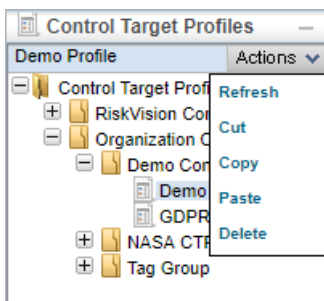 Control Target Profiles
Demo Profile Actions
Control Target Profi
Refresh
RiskVision Cor
Cut
Organization C
Demo Con
Copy
Demo
Paste
GDPR
Delete
NASA CTP
Tag Group